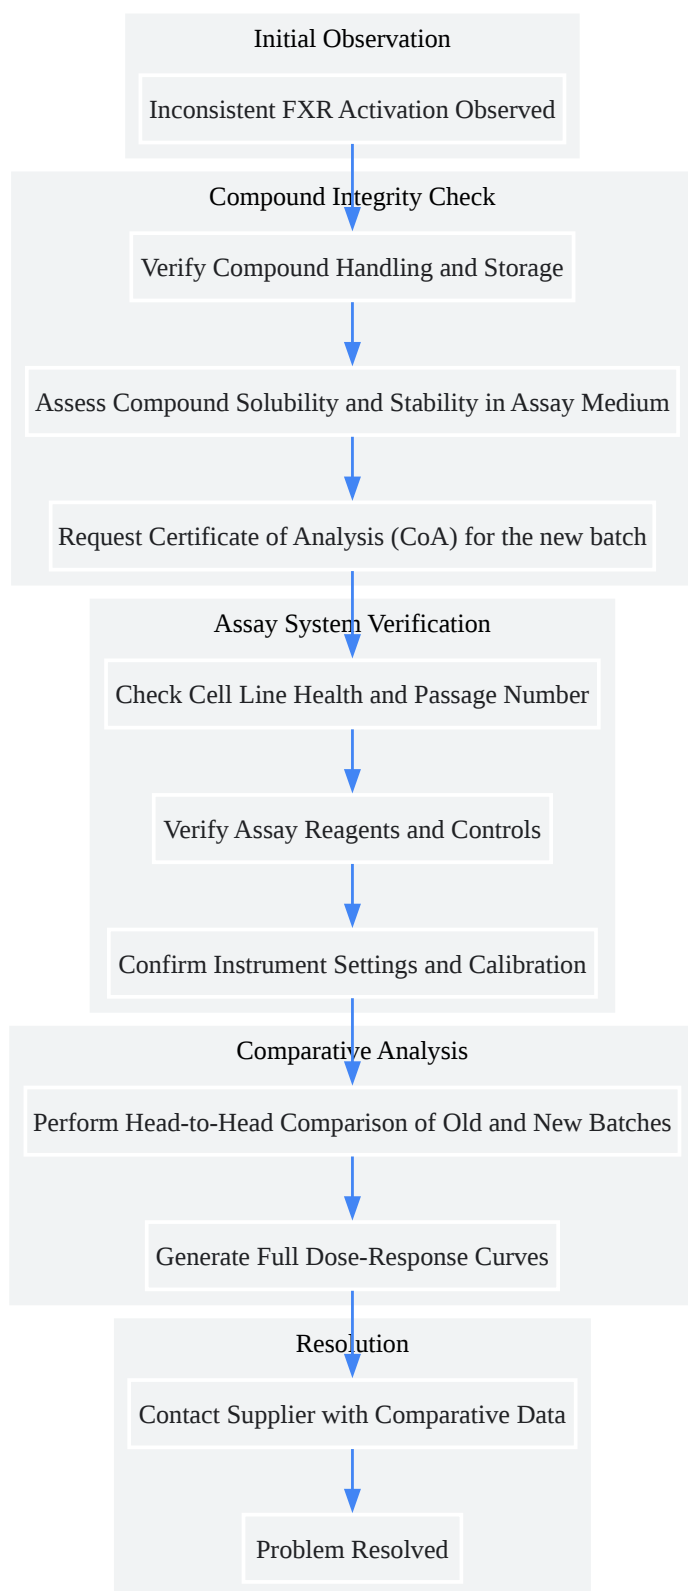 Initial Observation
Inconsistent FXR Activation Observed
Compound Integrity Check
Verify Compound Handling and Storage
Assess Compound Solubility and Stability in Assay Medium
Request Certificate of Analysis (CoA) for the new batch
Assay System Verification
Check Cell Line Health and Passage Number
Verify Assay Reagents and Controls
Confirm Instrument Settings and Calibration
Comparative Analysis
Perform Head-to-Head Comparison of Old and New Batches
Generate Full Dose-Response Curves
Resolution
Contact Supplier with Comparative Data
Problem Resolved